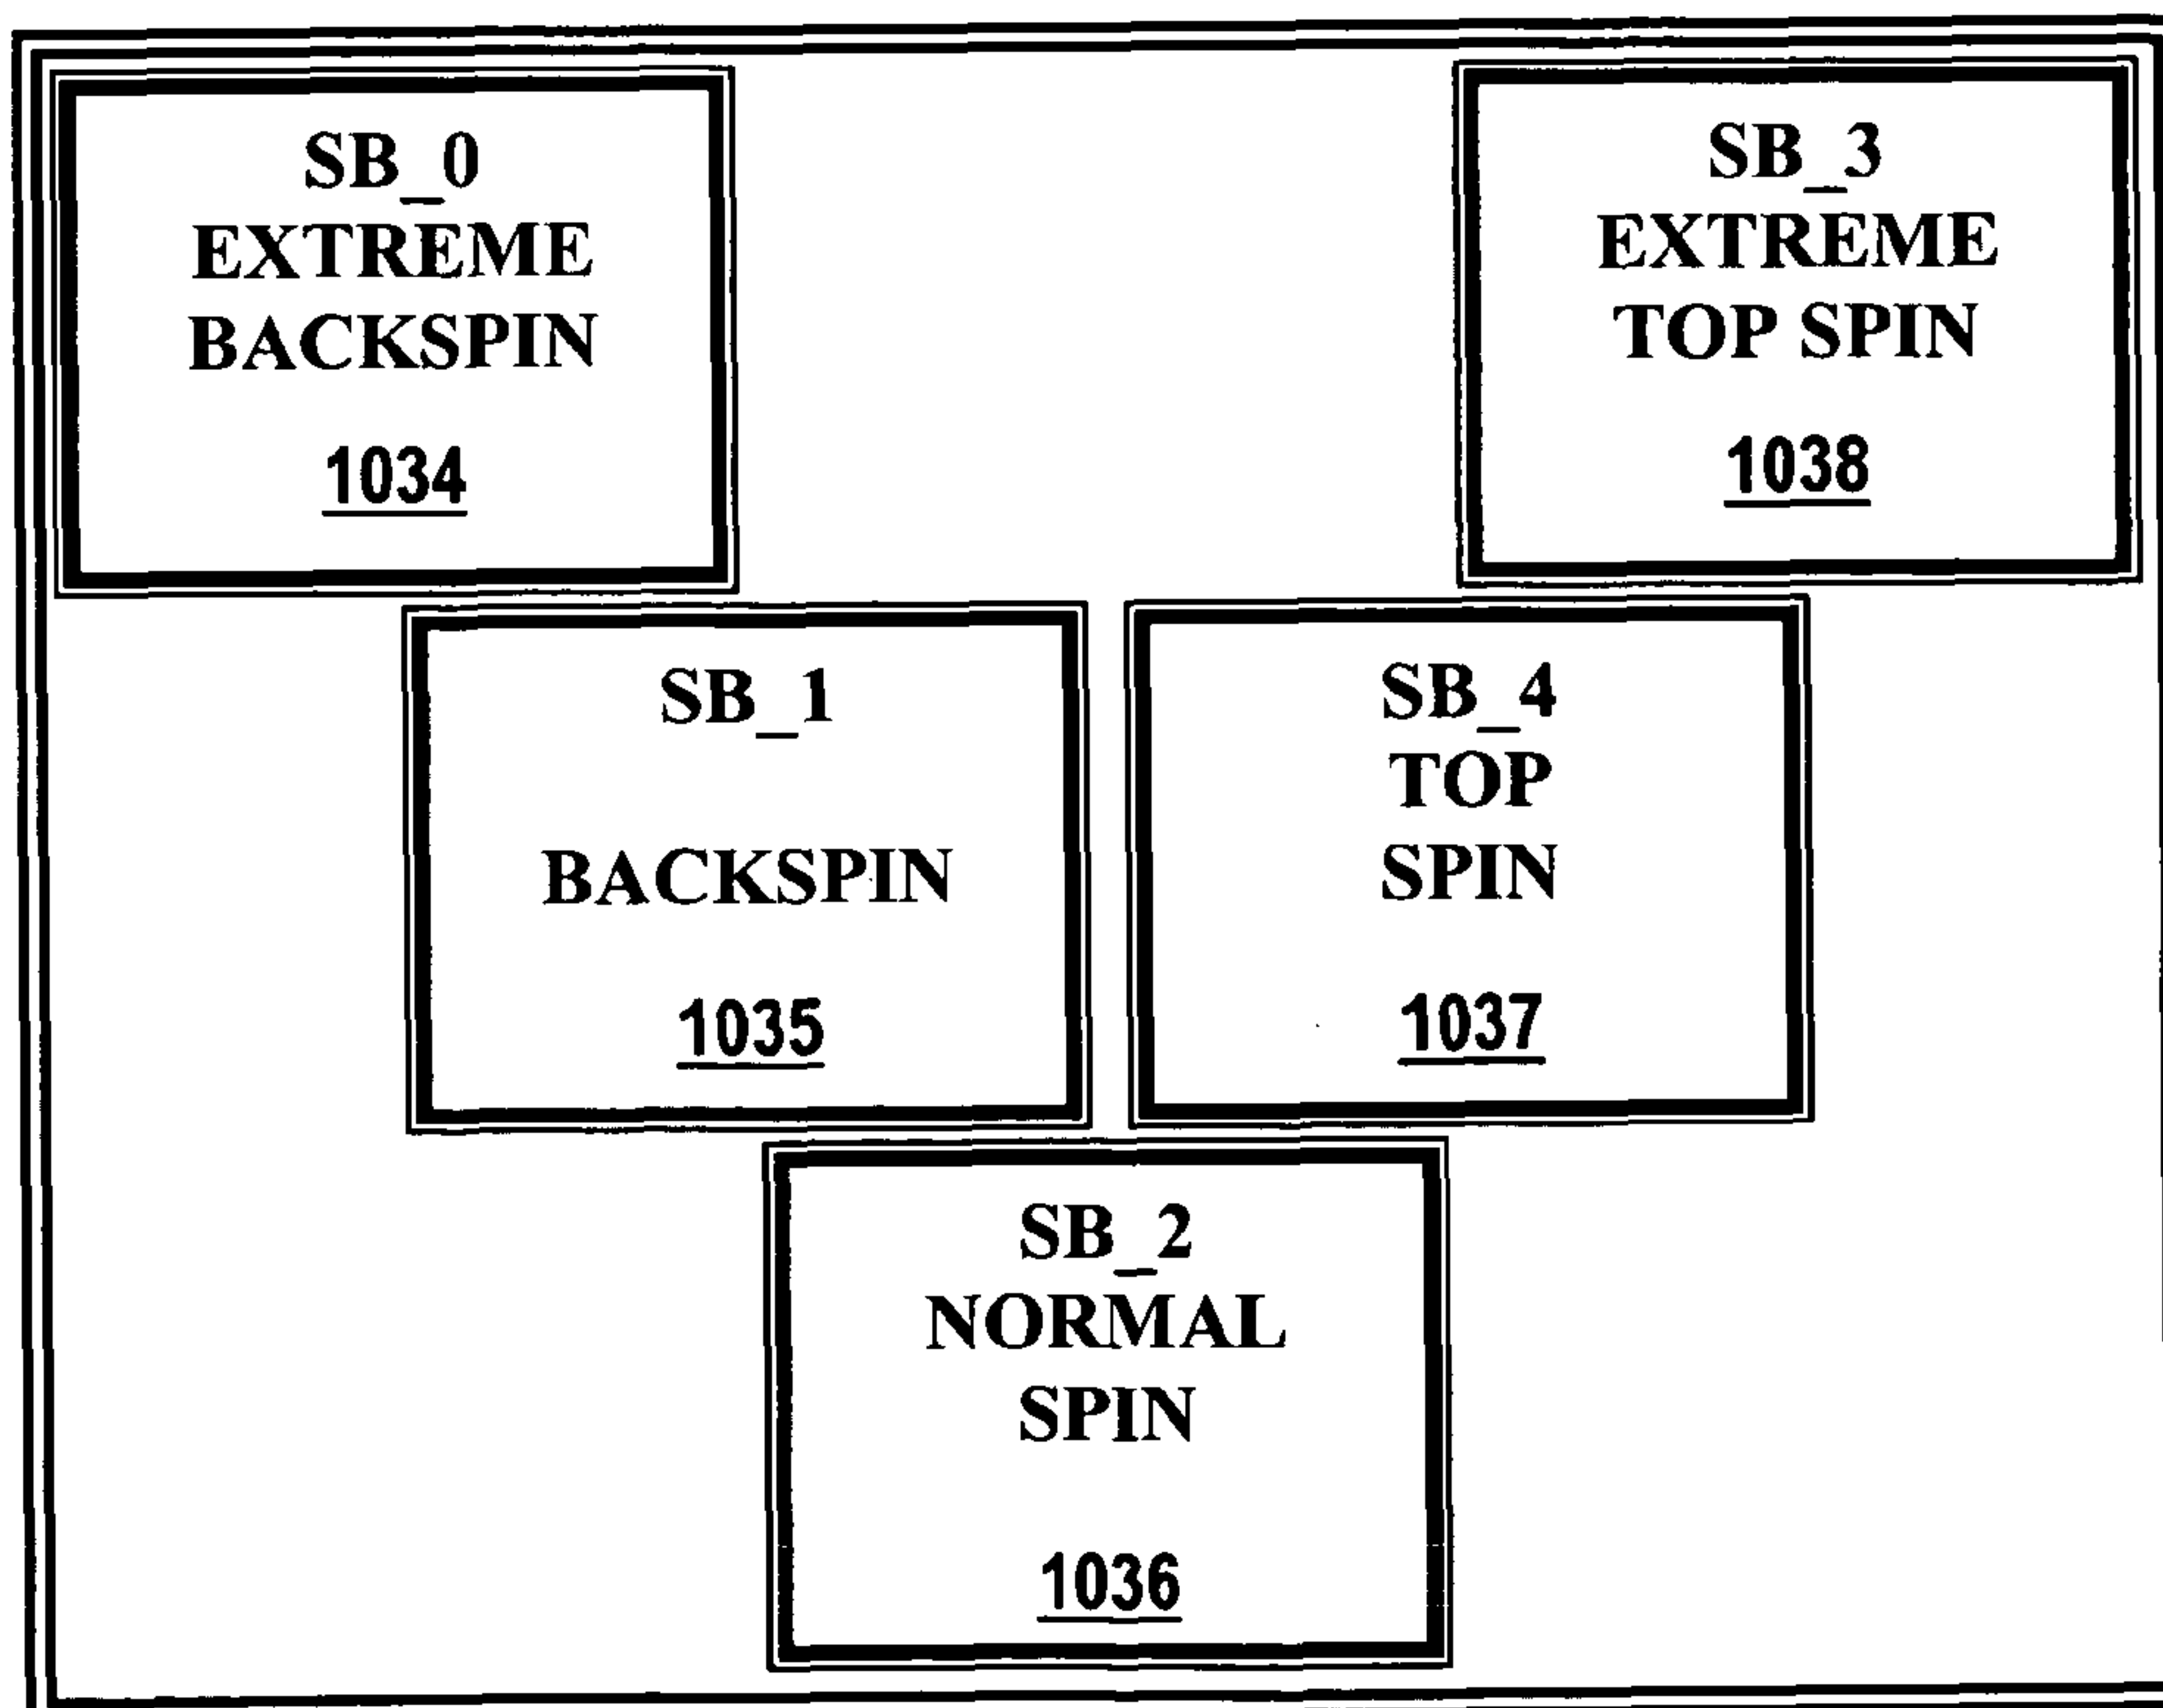 SB_0
EXTREME
BACKSPIN
1034
SB_3
EXTREME
TOP SPIN
1038
SB_1
BACKSPIN
1035
SB_4
TOP
SPIN
1037
SB_2
NORMAL
SPIN
1036